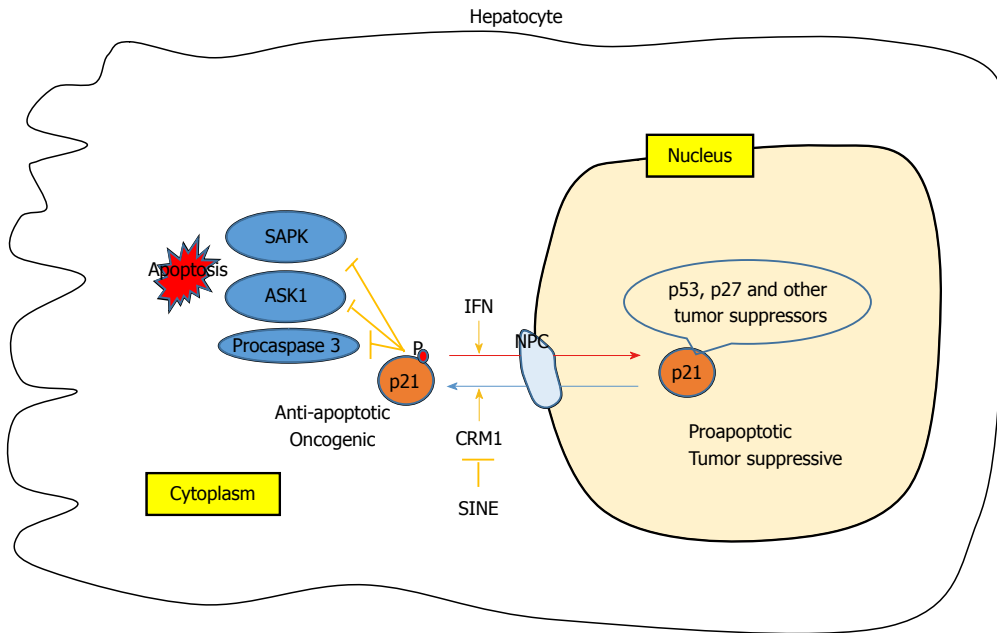 Hepatocyte
Nucleus
SAPK
Apoptosis
ASK1
p53, p27 and other
tumor suppressors
IFN
NPC
Procaspase 3
P
p21
p21
Anti-apoptotic
Oncogenic
CRM1
Proapoptotic
Tumor suppressive
Cytoplasm
SINE